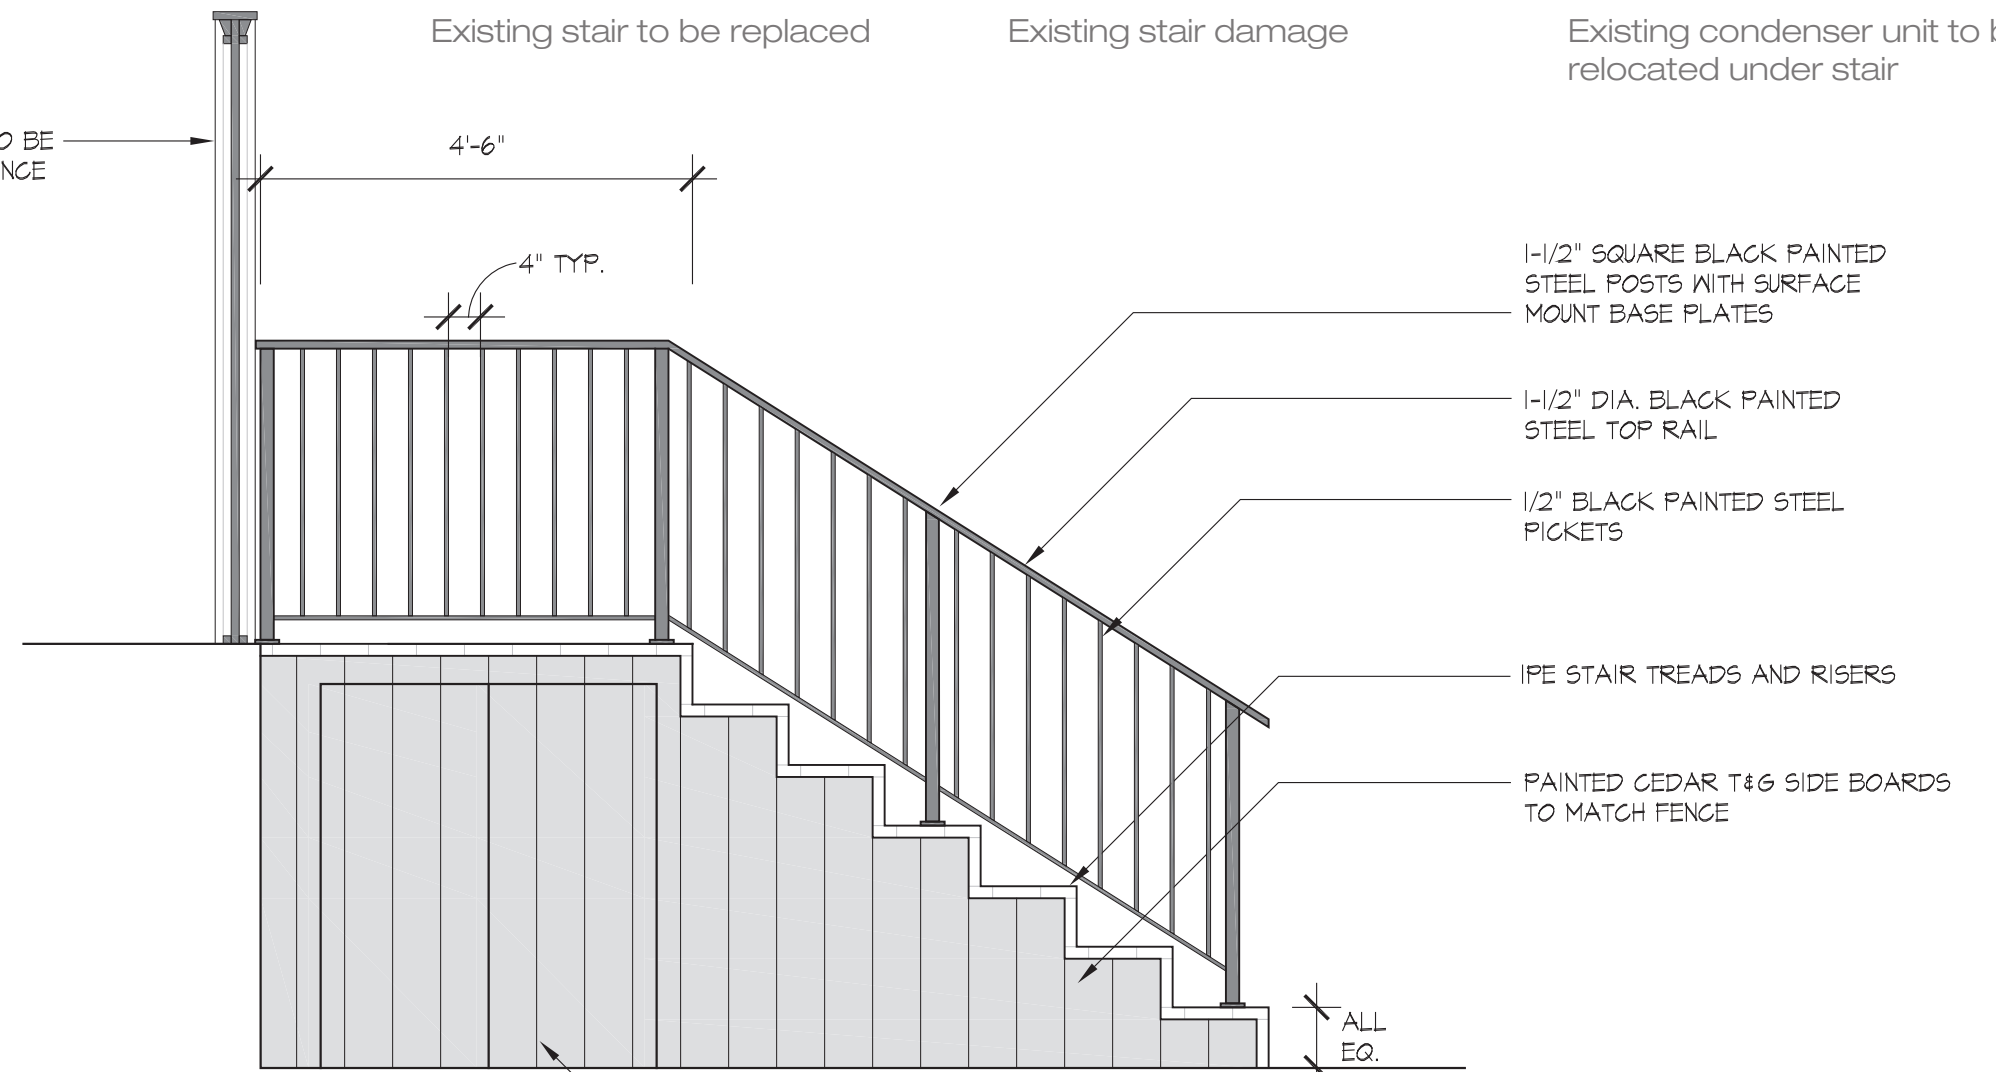 Existing stair to be replaced
Existing stair damage
Existing condenser unit to
relocated under stair
BE
4'-6"
4" TYP.
1-1/2" SQUARE BLACK PAINTED
STEEL POSTS WITH SURFACE
MOUNT BASE PLATES
1-1/2" DIA. BLACK PAINTED
STEEL TOP RAIL
1/2" BLACK PAINTED STEEL
PICKETS
IPE STAIR TREADS AND RISERS
PAINTED CEDAR T&G SIDE BOARDS
TO MATCH FENCE
ALL
EQ.